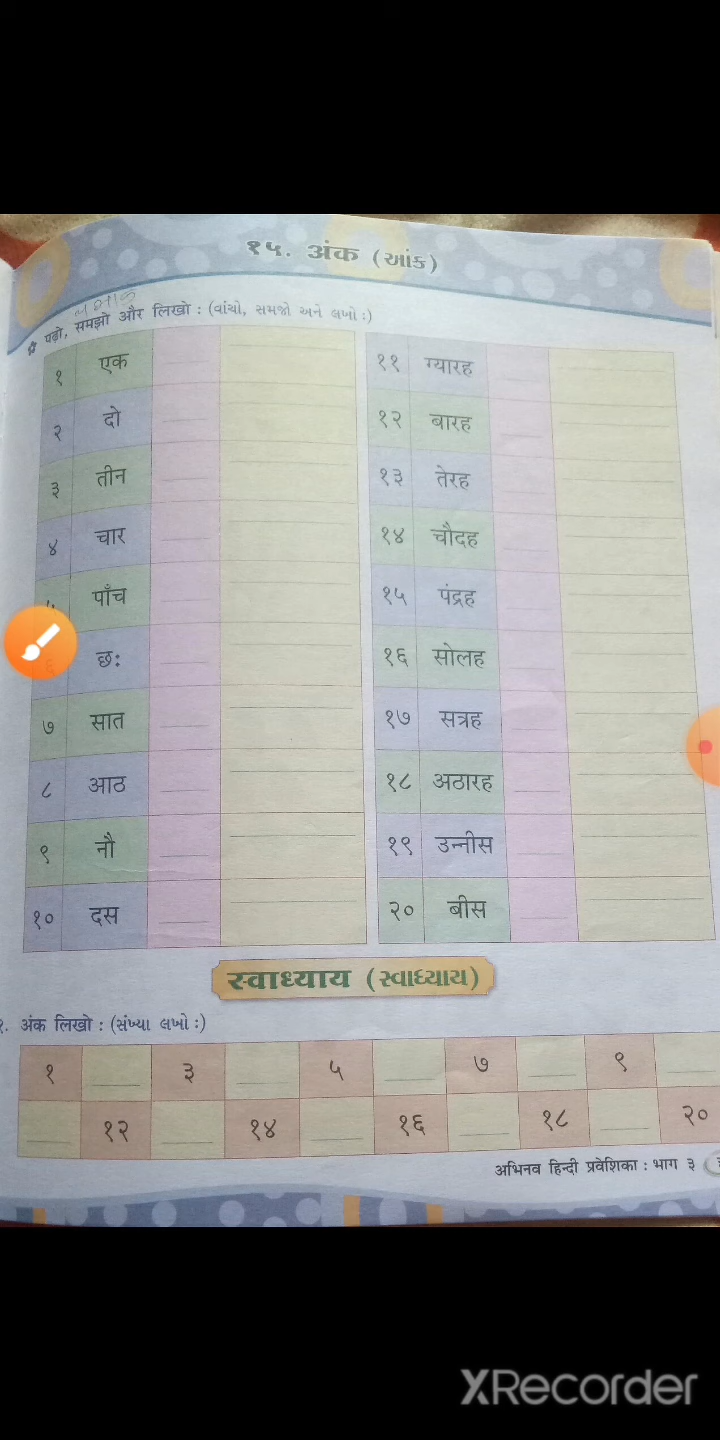 १५. अंक (આંક)
पढ़ो, समझो और लिखो : (વાંચો, સમજો અને લખો :)
१ एक ११ ग्यारह
२ दो १२ बारह
३ तीन १३ तेरह
४ चार १४ चौदह
पाँच १५ पंद्रह
६ छः १६ सोलह
७ सात १७ सत्रह
८ आठ १८ अठारह
९ नौ १९ उन्नीस
१० दस २० बीस
स्वाध्याय (સ્વાધ્યાય)
१. अंक लिखो : (સંખ્યા લખો :)
१ ३ ५ ७ ९
१२ १४ १६ १८ २०
अभिनव हिन्दी प्रवेशिका : भाग ३
XRecorder